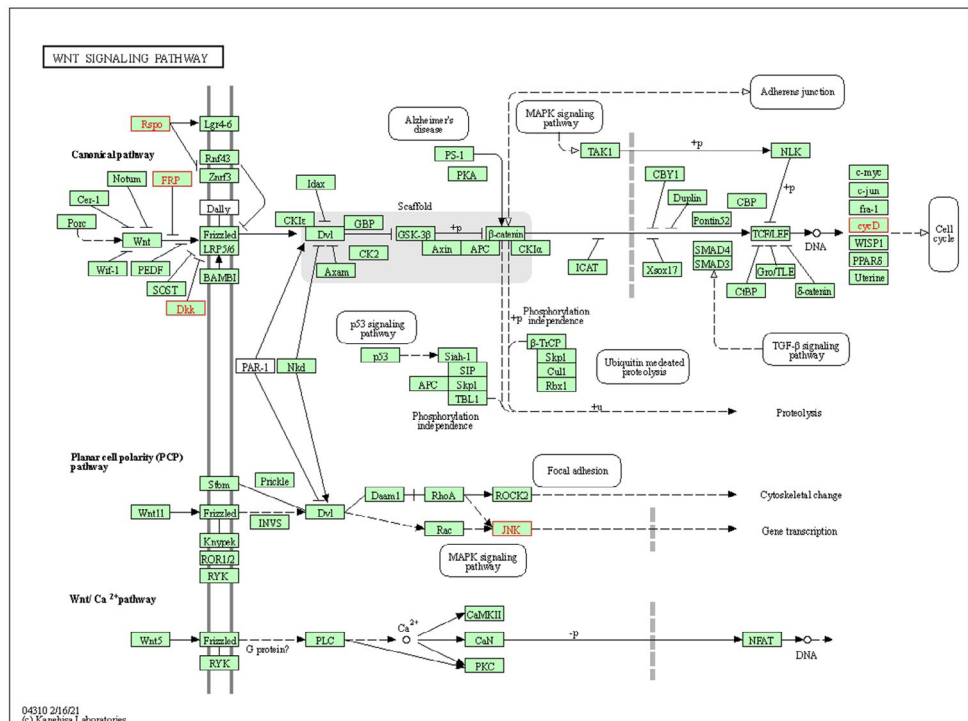 WNT SIGNALING PATHWAY
Rspo
Lgr4-6
Rnf43
Znrf3
Canonical pathway
Notum
FRP
Cer-1
Dally
Porc
Wnt
Frizzled
LRP5/6
Wif-1
PEDF
SOST
BAMBI
Dkk
Idax
CKIε
Dvl
GBP
CK2
Axam
Scaffold
GSK-3β
+p
Axin
APC
β-catenin
CKIα
Alzheimer's
disease
PS-1
PKA
MAPK signaling
pathway
TAK1
+p
NLK
Adherens junction
CBY1
Duplin
+p
CBP
Pontin52
ICAT
Xsox17
TCF/LEF
SMAD4
SMAD3
Gro/TLE
CtBP
δ-catenin
DNA
c-myc
c-jun
fra-1
cycD
WISP1
PPARδ
Uterine
Cell
cycle
PAR-1
Nkd
p53 signaling
pathway
p53
Siah-1
SIP
APC
Skp1
TBL1
Phosphorylation
independence
+p
Phosphorylation
independence
β-TrCP
Skp1
Cul1
Rbx1
Ubiquitin medeated
proteolysis
TGF-β signaling
pathway
+u
Proteolysis
Planar cell polarity (PCP)
pathway
Stbm
Prickle
Wnt11
Frizzled
INVS
Dvl
Knypek
ROR1/2
RYK
Daam1
RhoA
ROCK2
Focal adhesion
Cytoskeletal change
Rac
JNK
Gene transcription
MAPK signaling
pathway
Wnt/ Ca 2+ pathway
Wnt5
Frizzled
RYK
G protein?
PLC
Ca2+
CaMKII
CaN
PKC
-p
NFAT
DNA
04310 2/16/21
(c) Kanehisa Laboratories